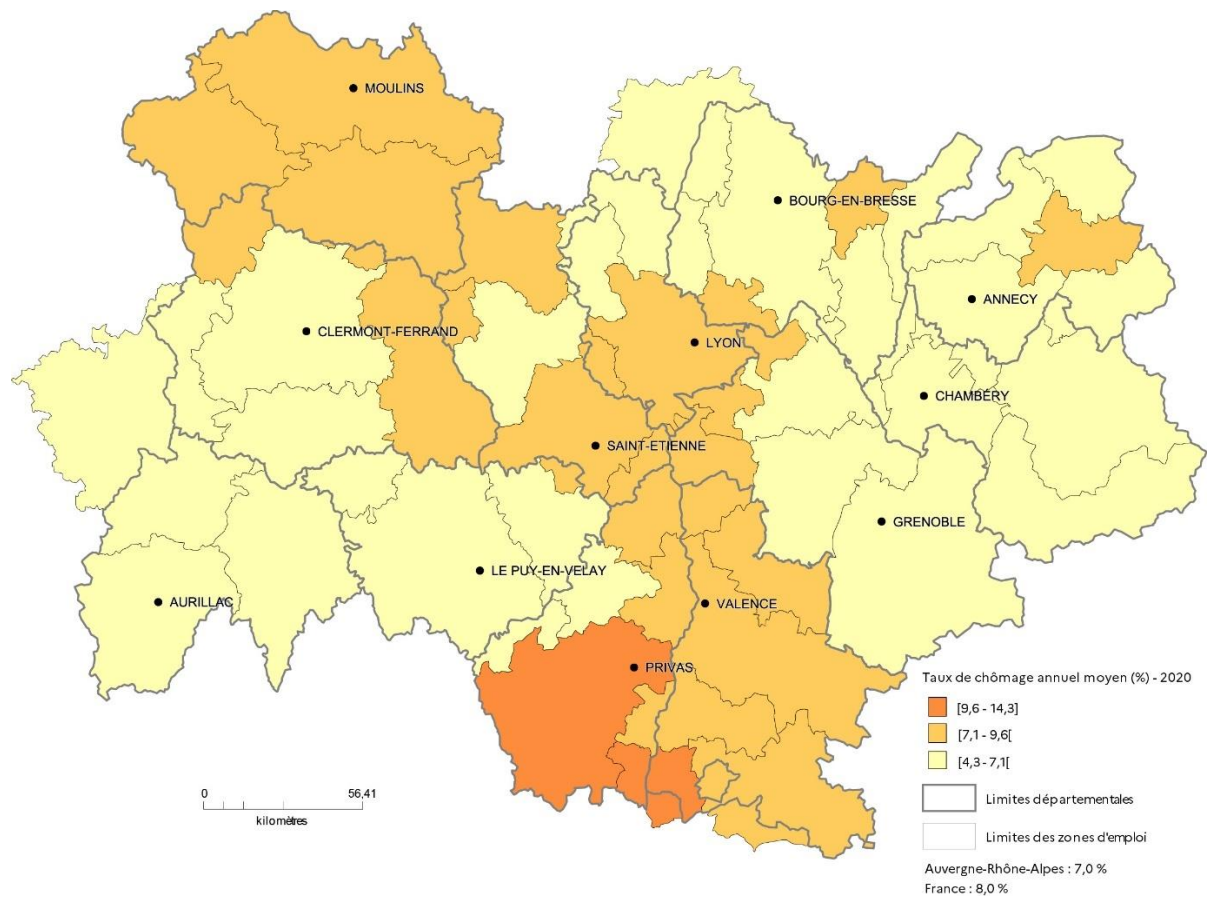 MOULINS
BOURG-EN-BRESSE
ANNECY
CLERMONT-FERRAND
LYON
CHAMBÉRY
SAINT-ETIENNE
GRENOBLE
LE PUY-EN-VELAY
AURILLAC
VALENCE
PRIVAS
Taux de chômage annuel moyen (%) - 2020
[9,6 - 14,3]
[7,1 - 9,6[
[4,3 - 7,1[
Limites départementales
Limites des zones d'emploi
Auvergne-Rhône-Alpes : 7,0 %
France : 8,0 %
0 56,41
kilomètres